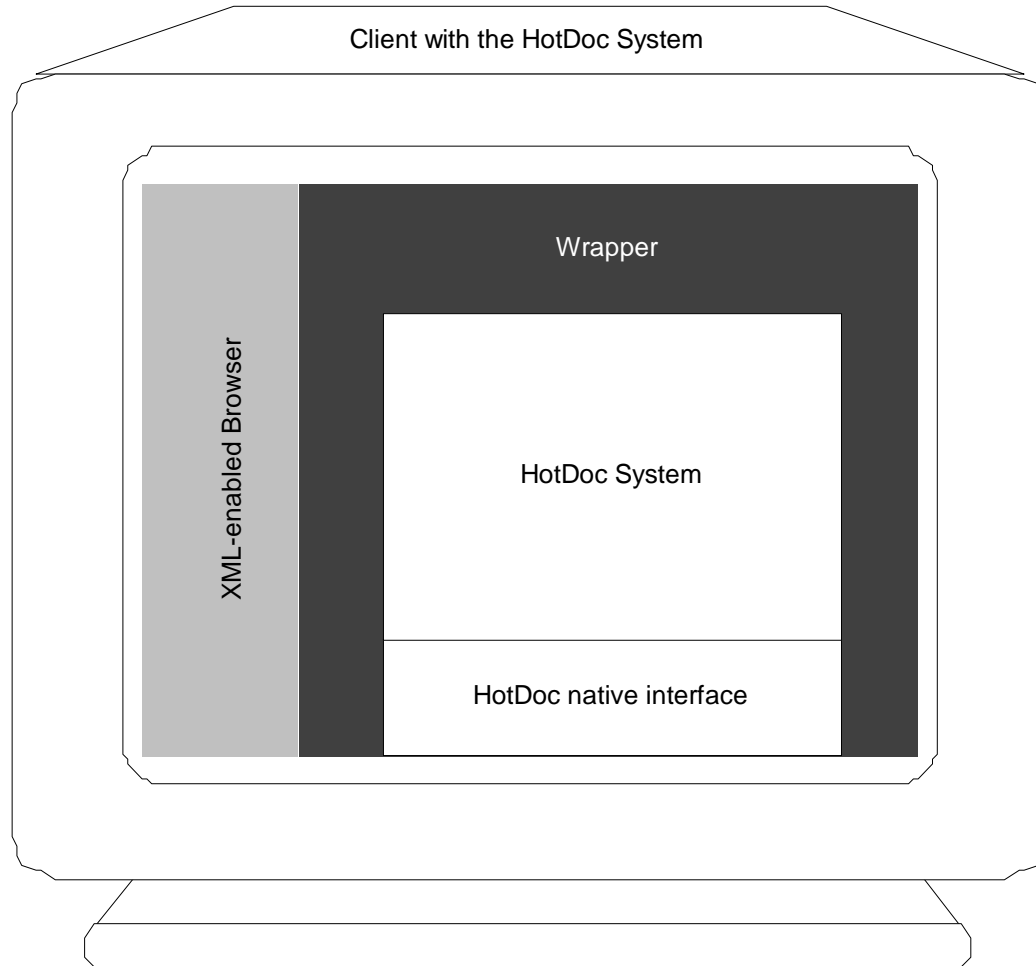 Client with the HotDoc System
Wrapper
XML-enabled Browser
HotDoc System
HotDoc native interface